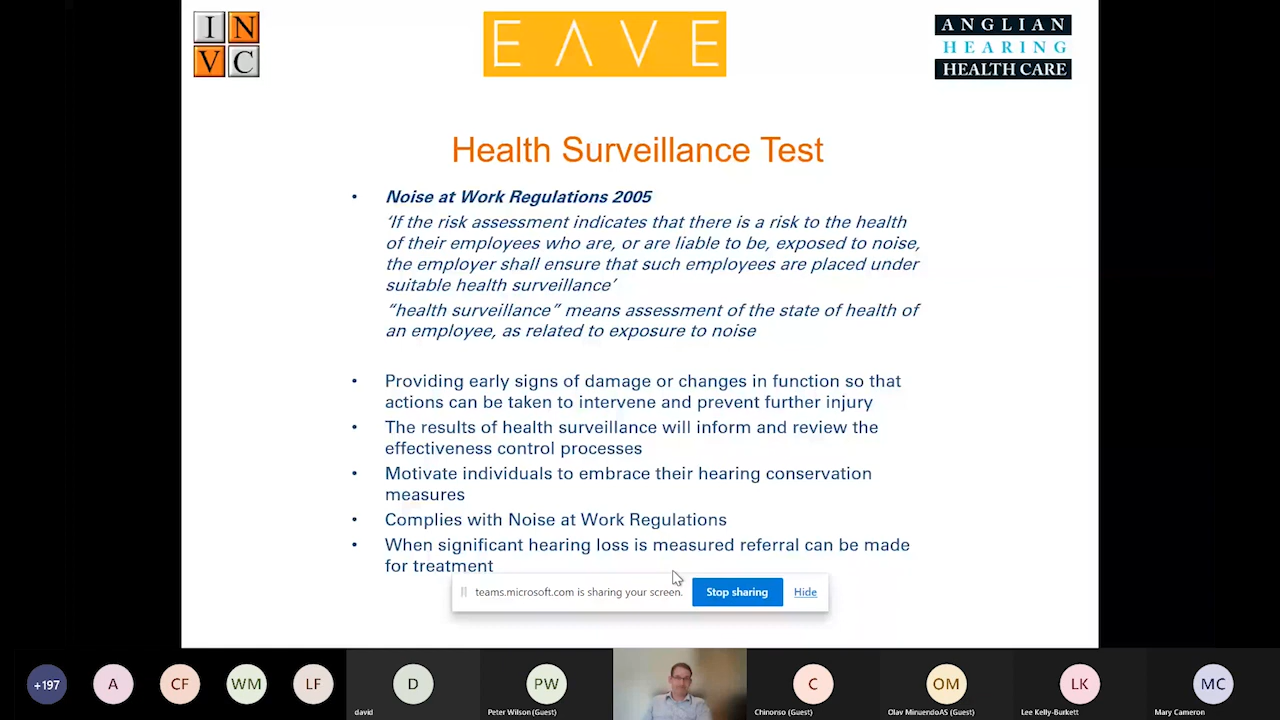 I N
V C
E A V E
ANGLIAN
HEARING
HEALTH CARE
Health Surveillance Test
• Noise at Work Regulations 2005
‘If the risk assessment indicates that there is a risk to the health
of their employees who are, or are liable to be, exposed to noise,
the employer shall ensure that such employees are placed under
suitable health surveillance’
“health surveillance” means assessment of the state of health of
an employee, as related to exposure to noise
• Providing early signs of damage or changes in function so that
actions can be taken to intervene and prevent further injury
• The results of health surveillance will inform and review the
effectiveness control processes
• Motivate individuals to embrace their hearing conservation
measures
• Complies with Noise at Work Regulations
• When significant hearing loss is measured referral can be made
for treatment
teams.microsoft.com is sharing your screen. Stop sharing Hide
+197 A CF WM LF D PW C OM LK MC
david Peter Wilson (Guest) Chinonso (Guest) Olav MinuendoAS (Guest) Lee Kelly-Burkett Mary Cameron